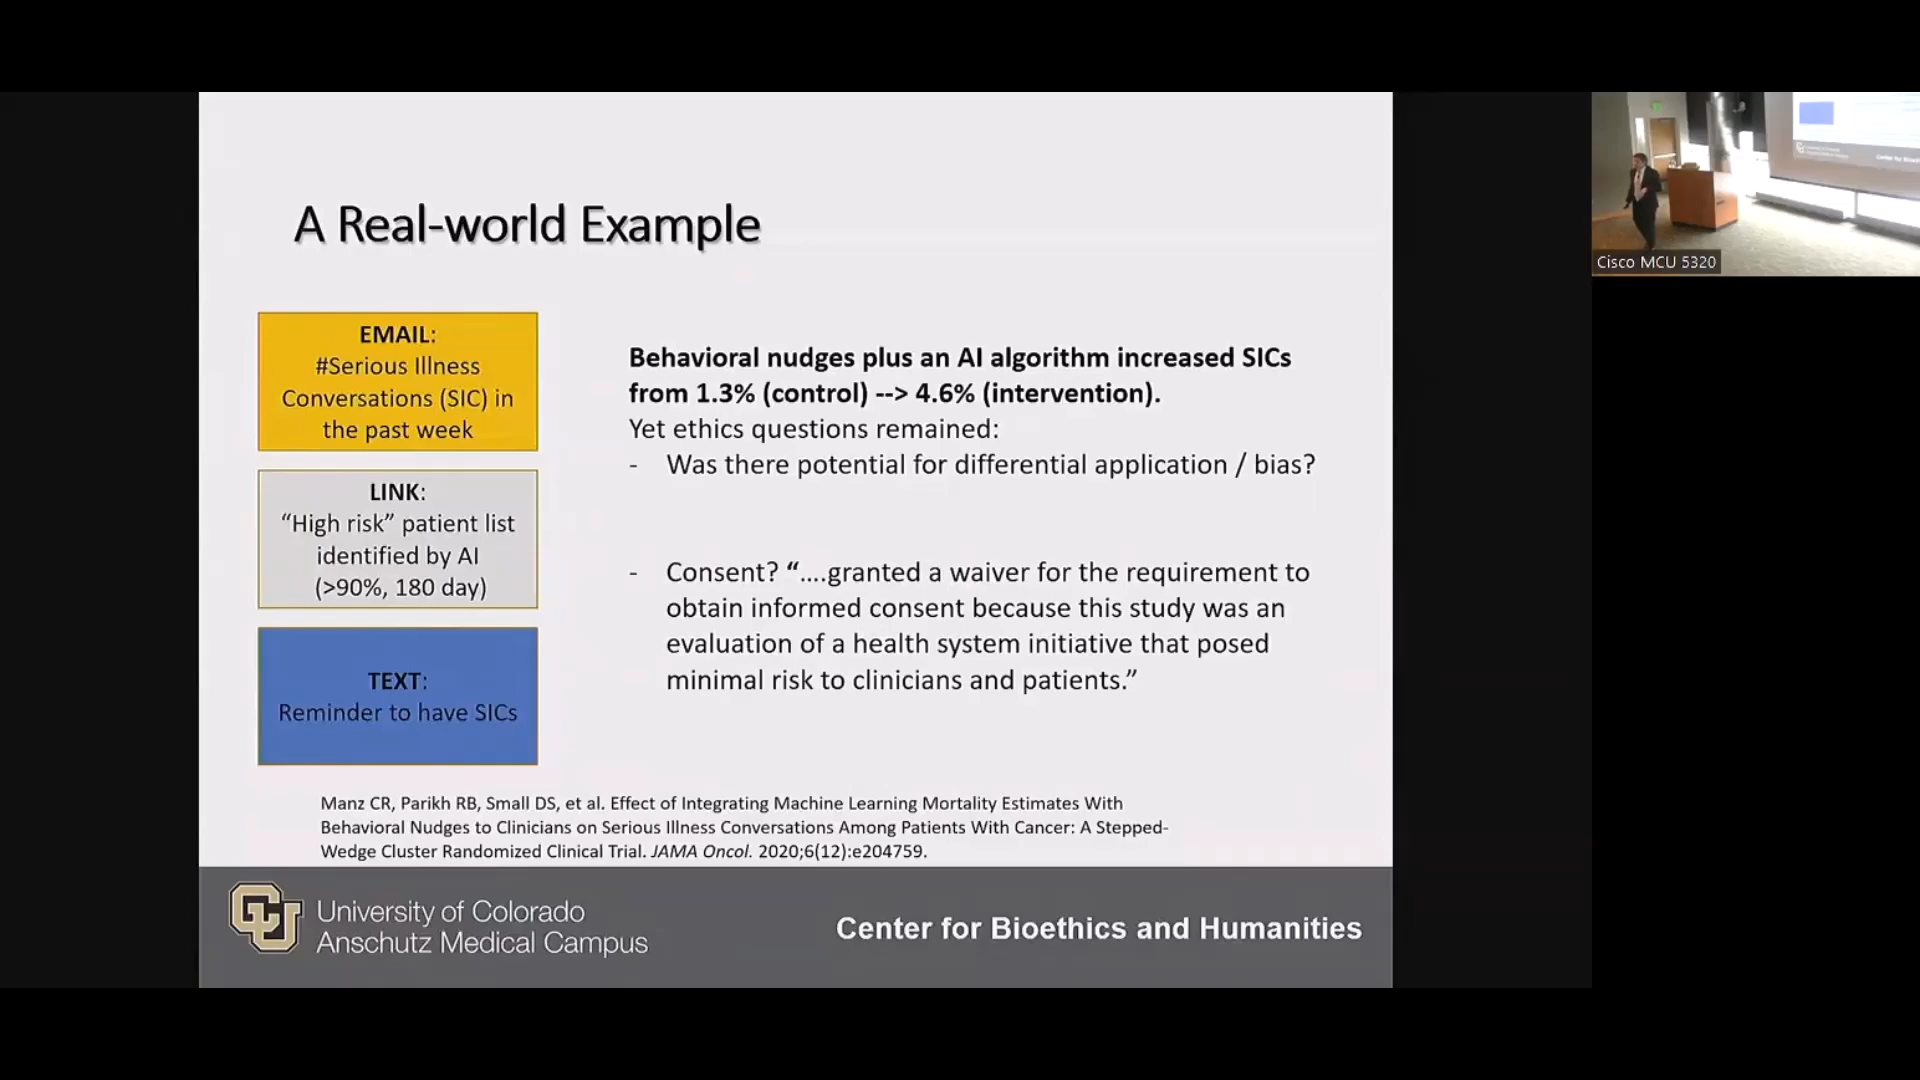 A Real-world Example
EMAIL:
#Serious Illness
Conversations (SIC) in
the past week
LINK:
“High risk” patient list
identified by AI
(>90%, 180 day)
TEXT:
Reminder to have SICs
Behavioral nudges plus an AI algorithm increased SICs
from 1.3% (control) --> 4.6% (intervention).
Yet ethics questions remained:
- Was there potential for differential application / bias?
- Consent? “....granted a waiver for the requirement to
obtain informed consent because this study was an
evaluation of a health system initiative that posed
minimal risk to clinicians and patients.”
Manz CR, Parikh RB, Small DS, et al. Effect of Integrating Machine Learning Mortality Estimates With
Behavioral Nudges to Clinicians on Serious Illness Conversations Among Patients With Cancer: A Stepped-
Wedge Cluster Randomized Clinical Trial. JAMA Oncol. 2020;6(12):e204759.
CU
University of Colorado
Anschutz Medical Campus
Center for Bioethics and Humanities
Cisco MCU 5320